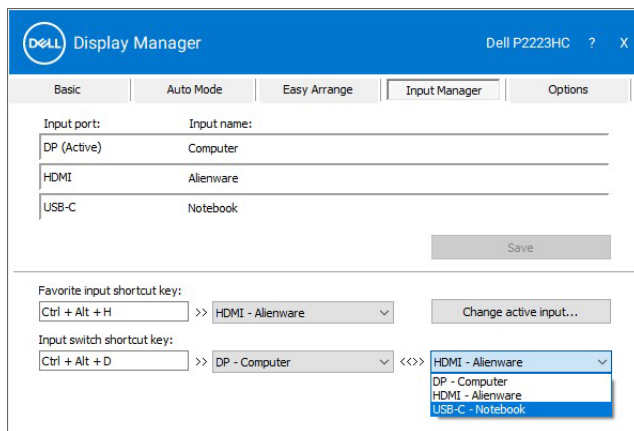 DELL Display Manager Dell P2223HC ? X
Basic Auto Mode Easy Arrange Input Manager Options
Input port: Input name:
DP (Active) Computer
HDMI Alienware
USB-C Notebook
Save
Favorite input shortcut key:
Ctrl + Alt + H >> HDMI - Alienware Change active input...
Input switch shortcut key:
Ctrl + Alt + D >> DP - Computer <<>> HDMI - Alienware
DP - Computer
HDMI - Alienware
USB-C - Notebook